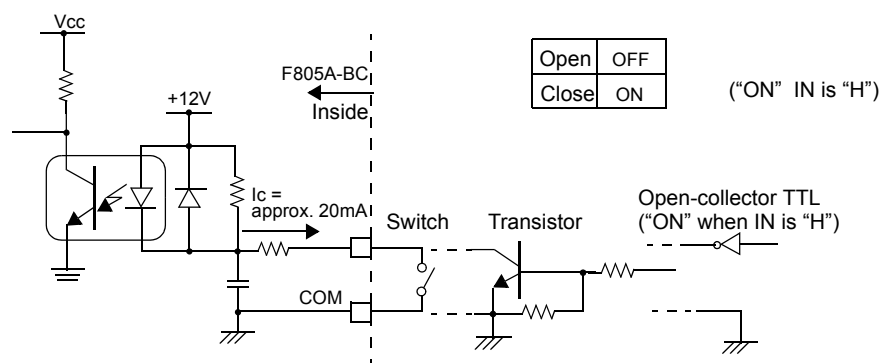 Vcc
+12V
F805A-BC
Inside
Open OFF
Close ON
(“ON” IN is “H”)
Ic =
approx. 20mA
Switch
Transistor
Open-collector TTL
(“ON” when IN is “H”)
COM